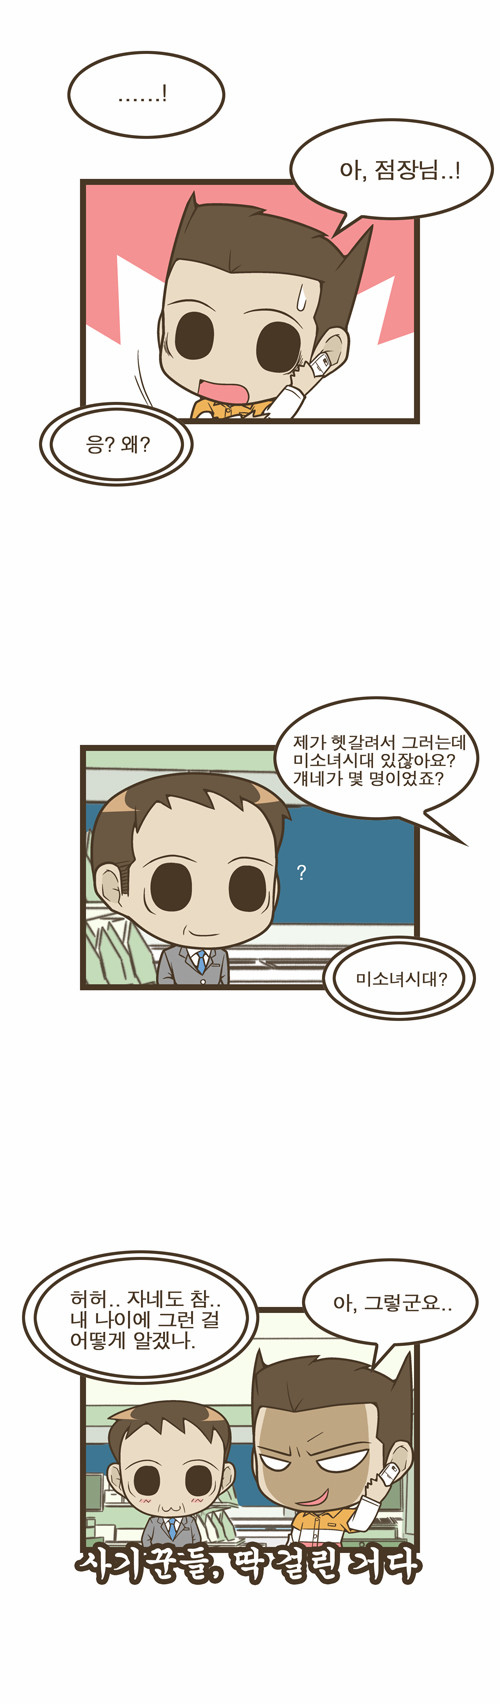 ......!
아, 점장님..!
응? 왜?
제가 헷갈려서 그러는데
미소녀시대 있잖아요?
걔네가 몇 명이었죠?
?
미소녀시대?
허허.. 자네도 참..
내 나이에 그런 걸
어떻게 알겠나.
아, 그렇군요..
사기꾼들, 딱 걸린 거다